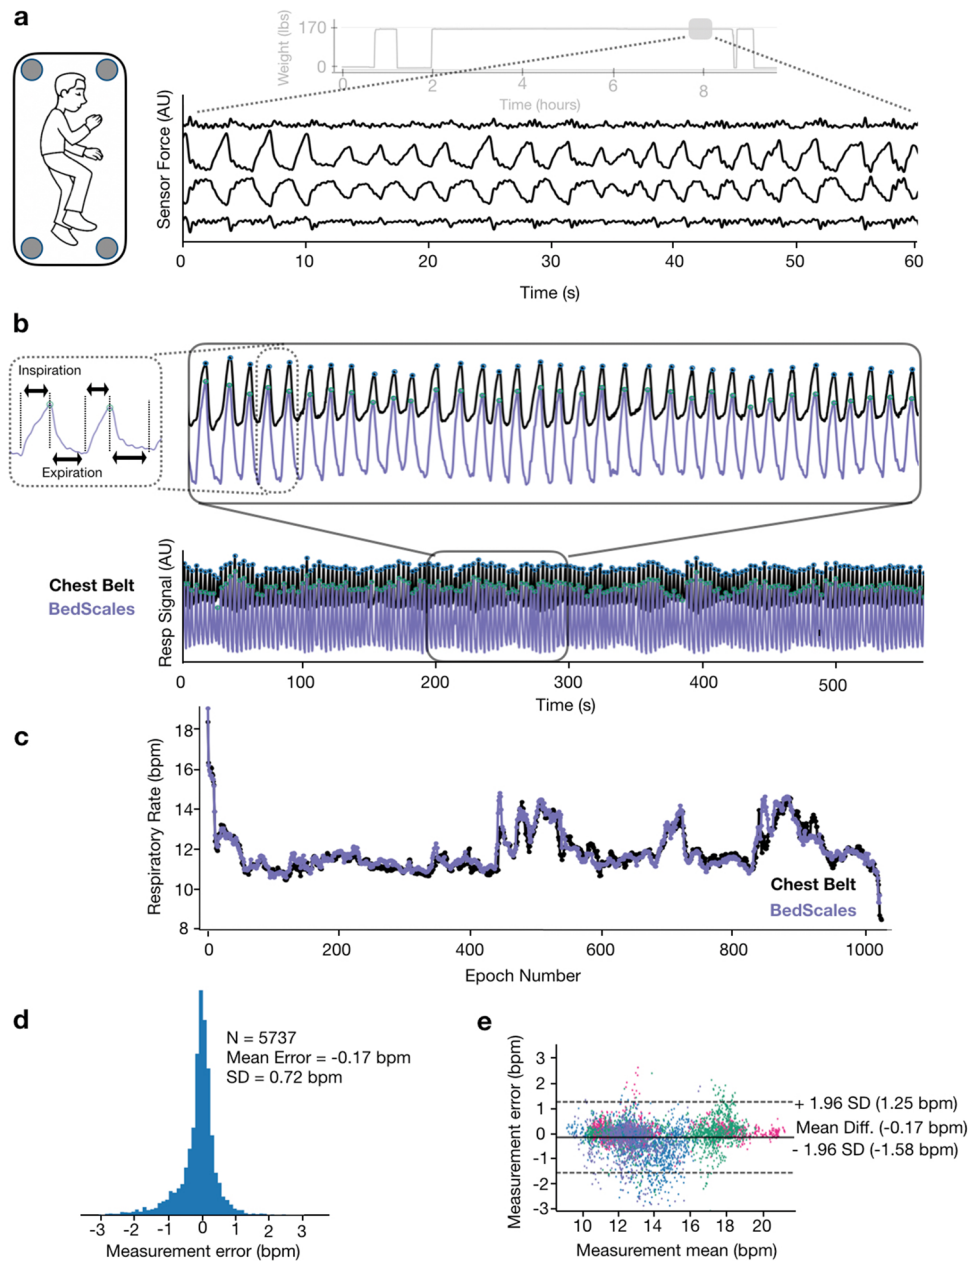 a
Weight (lbs)
170
0
0 2 4 6 8
Time (hours)
Sensor Force (AU)
0 10 20 30 40 50 60
Time (s)
b
Inspiration
Expiration
Chest Belt
BedScales
Resp Signal (AU)
0 100 200 300 400 500
Time (s)
c
Respiratory Rate (bpm)
18
16
14
12
10
8
Chest Belt
BedScales
0 200 400 600 800 1000
Epoch Number
d
N = 5737
Mean Error = -0.17 bpm
SD = 0.72 bpm
-3 -2 -1 0 1 2 3
Measurement error (bpm)
e
Measurement error (bpm)
3
2
1
0
-1
-2
-3
+ 1.96 SD (1.25 bpm)
Mean Diff. (-0.17 bpm)
- 1.96 SD (-1.58 bpm)
10 12 14 16 18 20
Measurement mean (bpm)